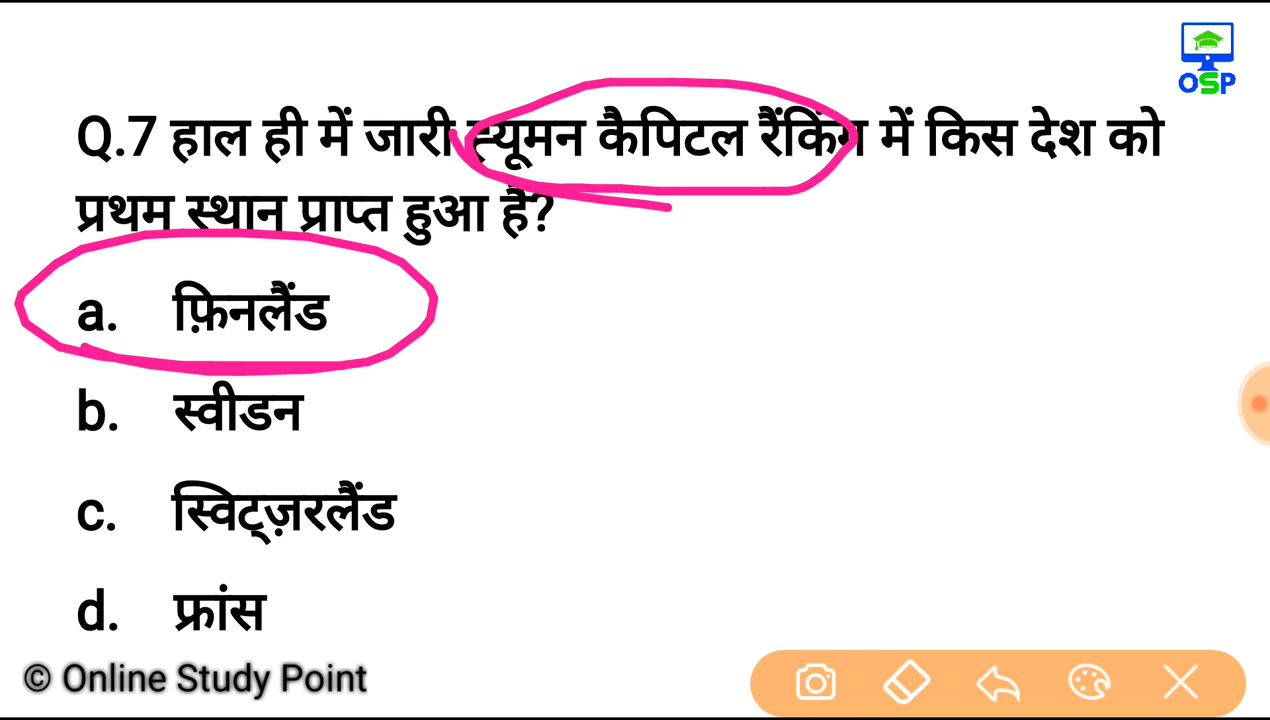 OSP
Q.7 हाल ही में जारी ह्यूमन कैपिटल रैंकिंग में किस देश को
प्रथम स्थान प्राप्त हुआ है?
a. फ़िनलैंड
b. स्वीडन
c. स्विट्ज़रलैंड
d. फ्रांस
© Online Study Point